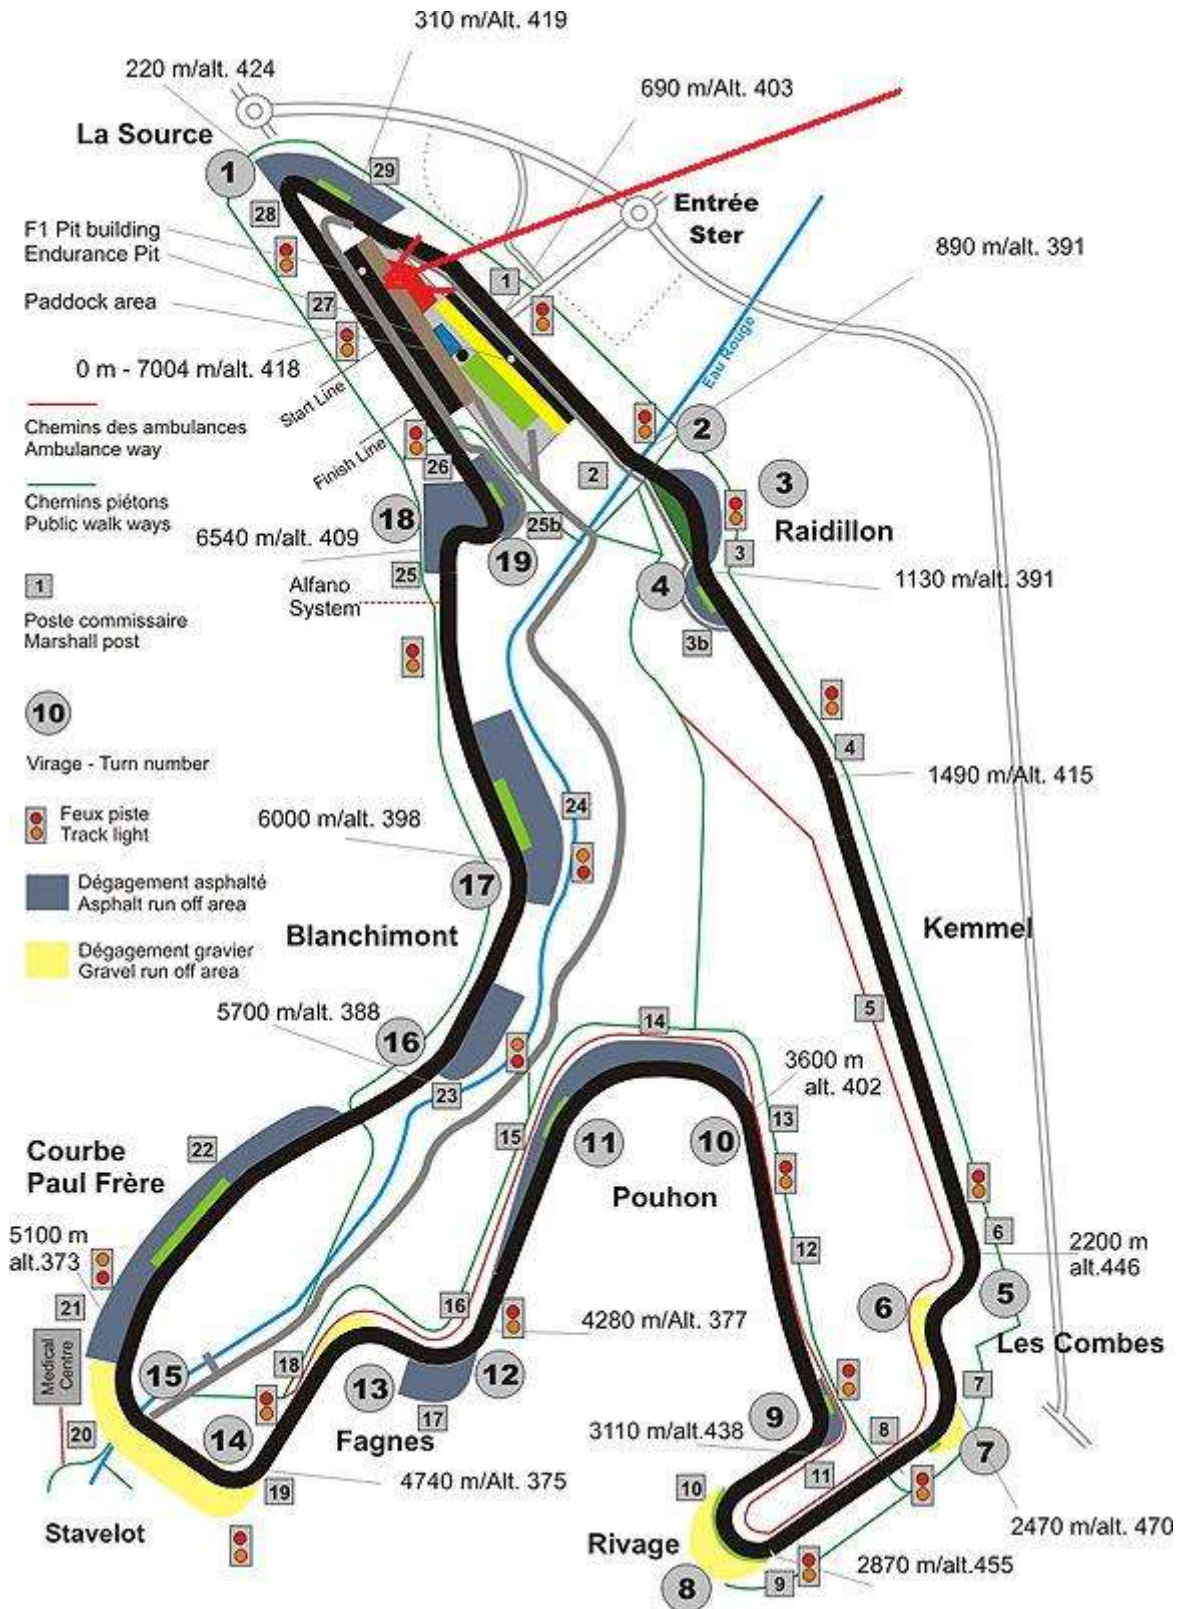 310 m/Alt. 419
220 m/alt. 424
690 m/Alt. 403
La Source
1
29
28
Entrée
Ster
F1 Pit building
Endurance Pit
890 m/alt. 391
1
Paddock area
27
0 m - 7004 m/alt. 418
Start Line
Eau Rouge
Chemins des ambulances
Ambulance way
Finish Line
2
26
2
3
Chemins piétons
Public walk ways
18
25b
Raidillon
6540 m/alt. 409
19
3
25
4
1130 m/alt. 391
1
Alfano
System
Poste commissaire
Marshall post
3b
10
4
Virage - Turn number
1490 m/Alt. 415
24
Feux piste
Track light
6000 m/alt. 398
17
Dégagement asphalté
Asphalt run off area
Blanchimont
Kemmel
Dégagement gravier
Gravel run off area
5
5700 m/alt. 388
14
16
3600 m
alt. 402
23
13
15
11
10
Courbe
Paul Frère
22
Pouhon
5100 m
alt.373
6
12
2200 m
alt.446
5
6
21
16
4280 m/Alt. 377
Les Combes
Medical
Centre
15
18
13
12
7
9
20
14
17
Fagnes
3110 m/alt.438
8
7
4740 m/Alt. 375
11
19
10
Stavelot
2470 m/alt. 470
Rivage
2870 m/alt.455
8
9